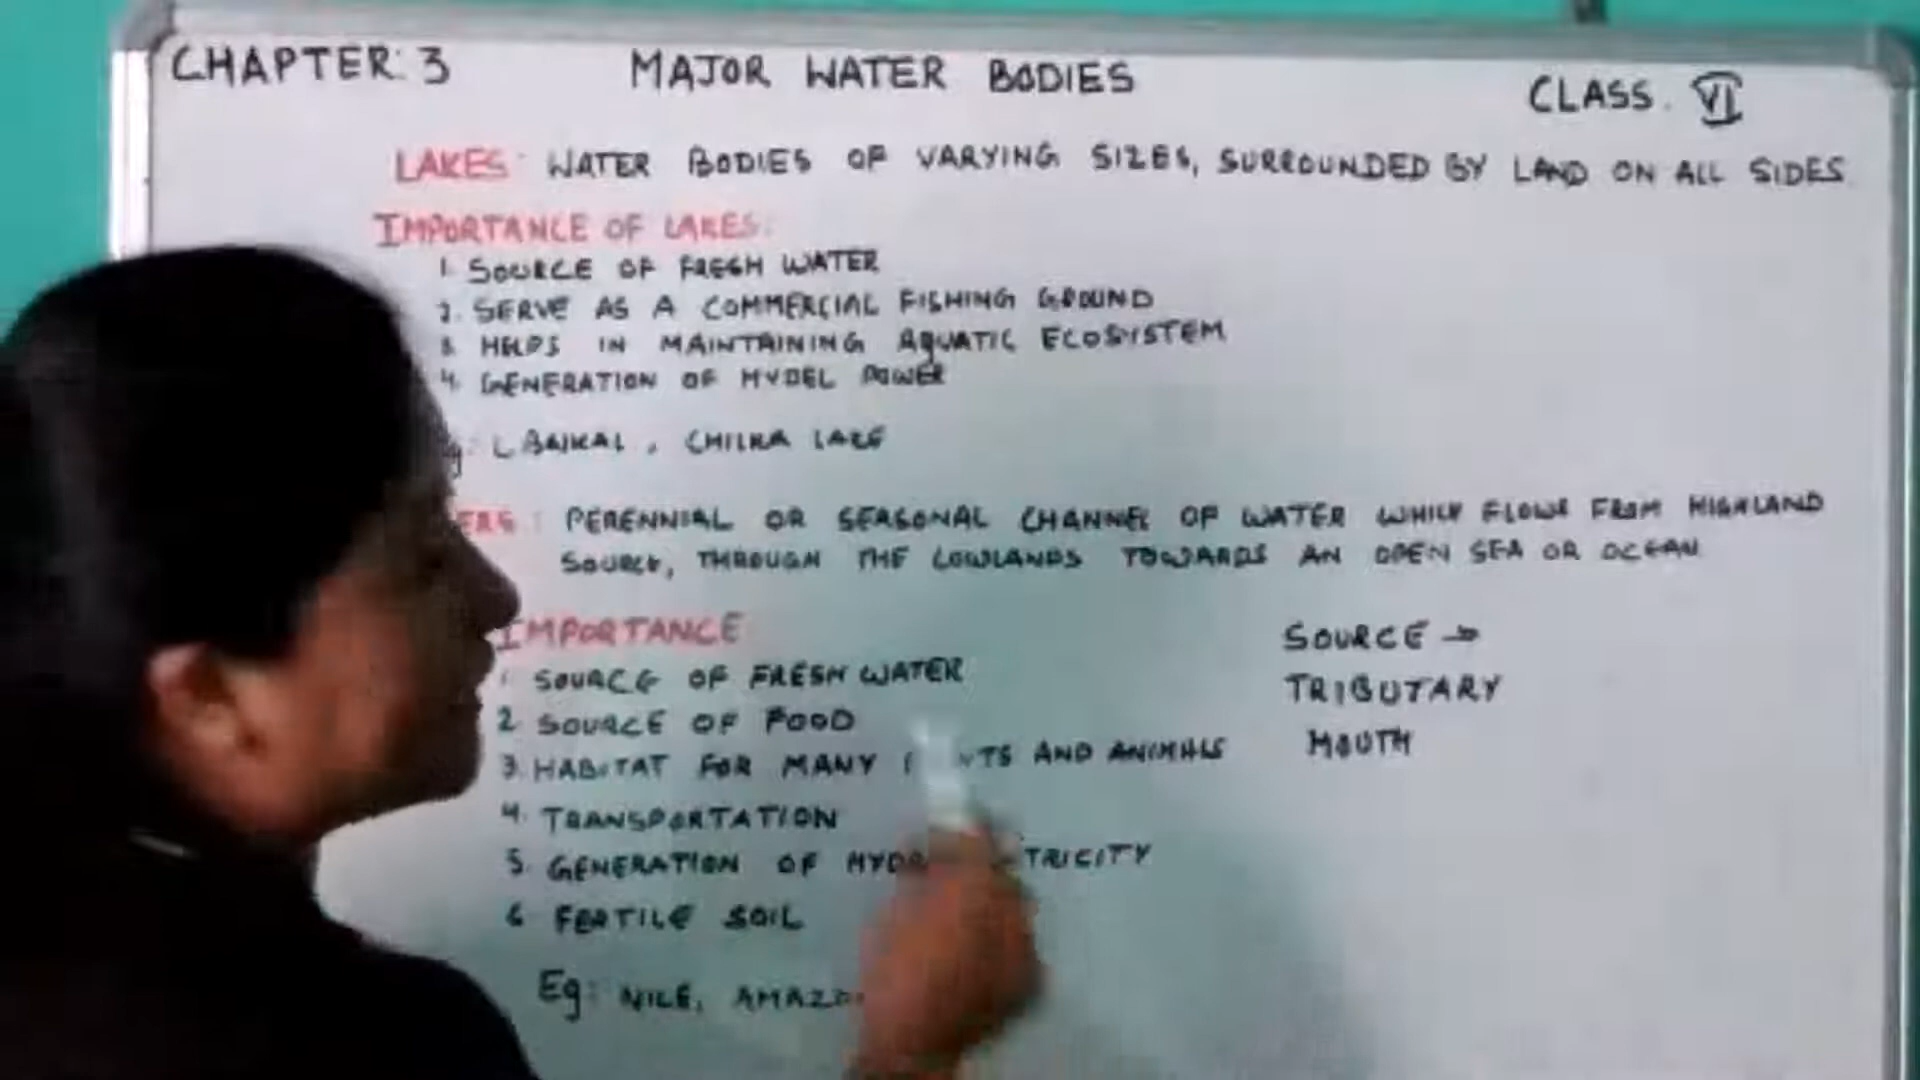 CHAPTER: 3 MAJOR WATER BODIES CLASS. VI
LAKES: WATER BODIES OF VARYING SIZES, SURROUNDED BY LAND ON ALL SIDES
IMPORTANCE OF LAKES:
1. SOURCE OF FRESH WATER
2. SERVE AS A COMMERCIAL FISHING GROUND
3. HELPS IN MAINTAINING AQUATIC ECOSYSTEM
4. GENERATION OF HYDEL POWER
L BAIKAL, CHILKA LAKE
PERENNIAL OR SEASONAL CHANNEL OF WATER WHICH FLOWS FROM HIGHLAND
SOURCE, THROUGH THE LOWLANDS TOWARDS AN OPEN SEA OR OCEAN
IMPORTANCE
1 SOURCE OF FRESH WATER
2 SOURCE OF FOOD
3. HABITAT FOR MANY AND ANIMALS
4. TRANSPORTATION
5. GENERATION OF
6 FERTILE SOIL
Eg: NILE,
SOURCE →
TRIBUTARY
MOUTH